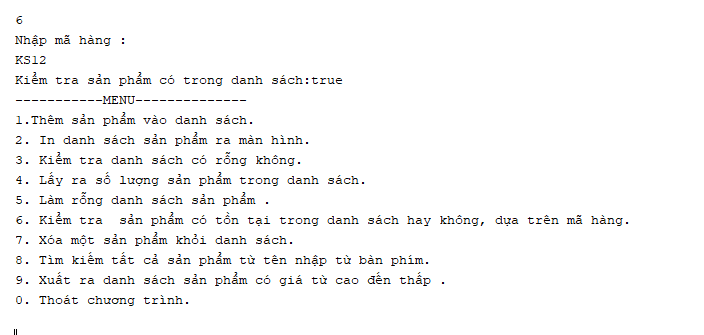 6
Nhập mã hàng :
KS12
Kiểm tra sản phẩm có trong danh sách:true
-----------MENU--------------
1.Thêm sản phẩm vào danh sách.
2. In danh sách sản phẩm ra màn hình.
3. Kiểm tra danh sách có rỗng không.
4. Lấy ra số lượng sản phẩm trong danh sách.
5. Làm rỗng danh sách sản phẩm .
6. Kiểm tra  sản phẩm có tồn tại trong danh sách hay không, dựa trên mã hàng.
7. Xóa một sản phẩm khỏi danh sách.
8. Tìm kiếm tất cả sản phẩm từ tên nhập từ bàn phím.
9. Xuất ra danh sách sản phẩm có giá từ cao đến thấp .
0. Thoát chương trình.